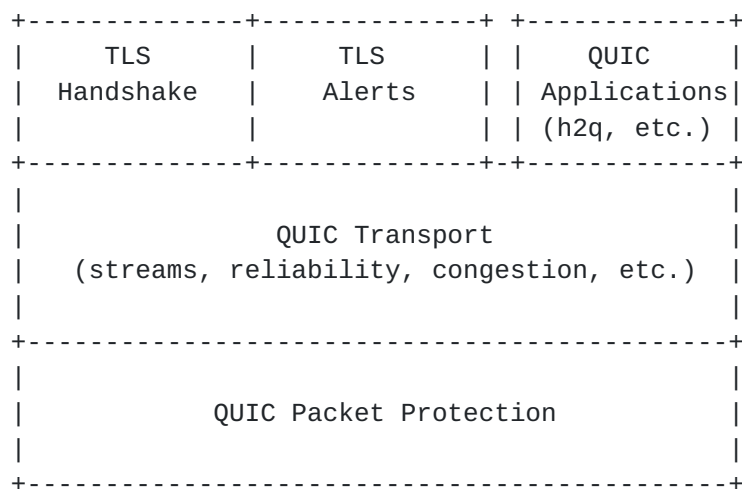 TLS TLS QUIC
Handshake Alerts Applications
(h2q, etc.)
QUIC Transport
(streams, reliability, congestion, etc.)
QUIC Packet Protection